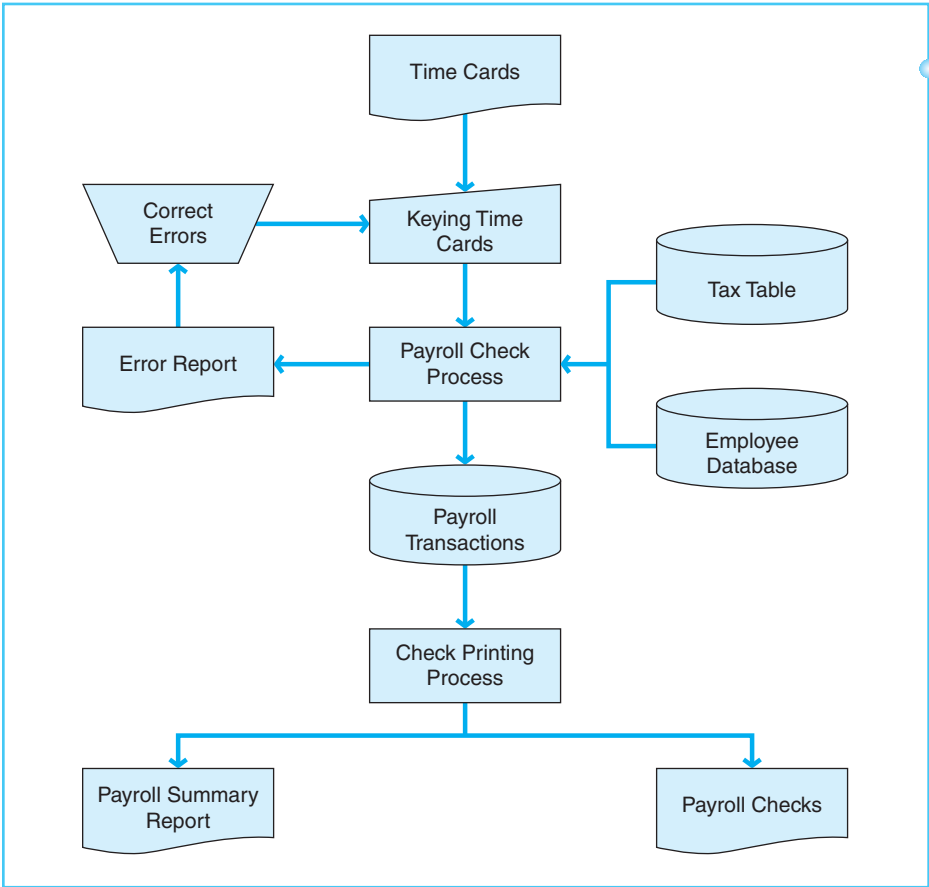 Time Cards
Correct
Errors
Keying Time
Cards
Tax Table
Error Report
Payroll Check
Process
Employee
Database
Payroll
Transactions
Check Printing
Process
Payroll Summary
Report
Payroll Checks